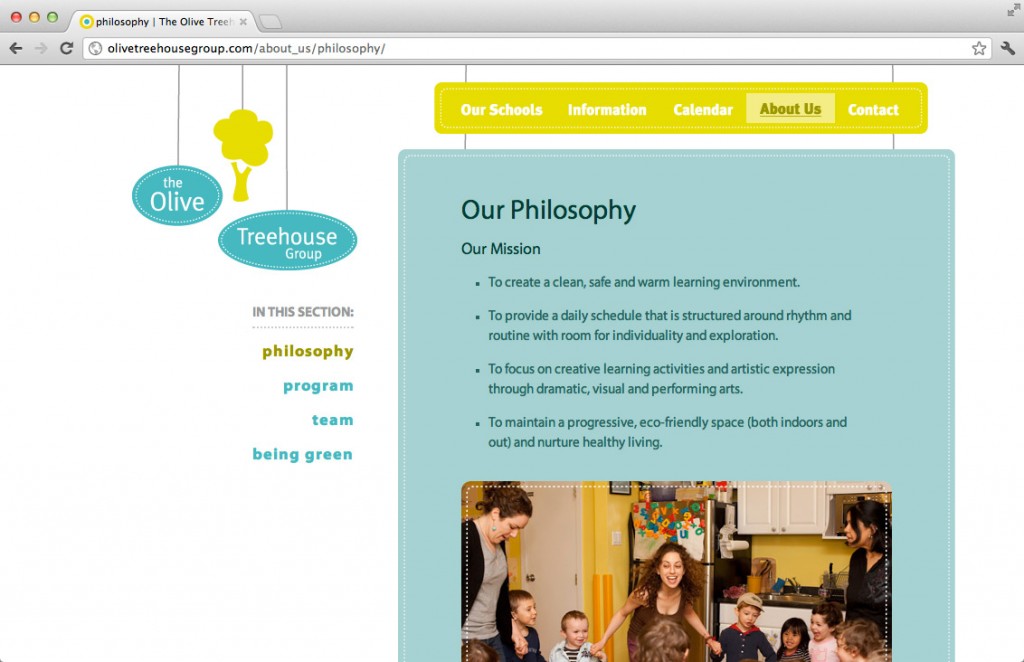 philosophy | The Olive Treeh
olivetreehousegroup.com/about_us/philosophy/
Our Schools Information Calendar About Us Contact
the
Olive
Treehouse
Group
IN THIS SECTION:
philosophy
program
team
being green
Our Philosophy
Our Mission
To create a clean, safe and warm learning environment.
To provide a daily schedule that is structured around rhythm and
routine with room for individuality and exploration.
To focus on creative learning activities and artistic expression
through dramatic, visual and performing arts.
To maintain a progressive, eco-friendly space (both indoors and
out) and nurture healthy living.